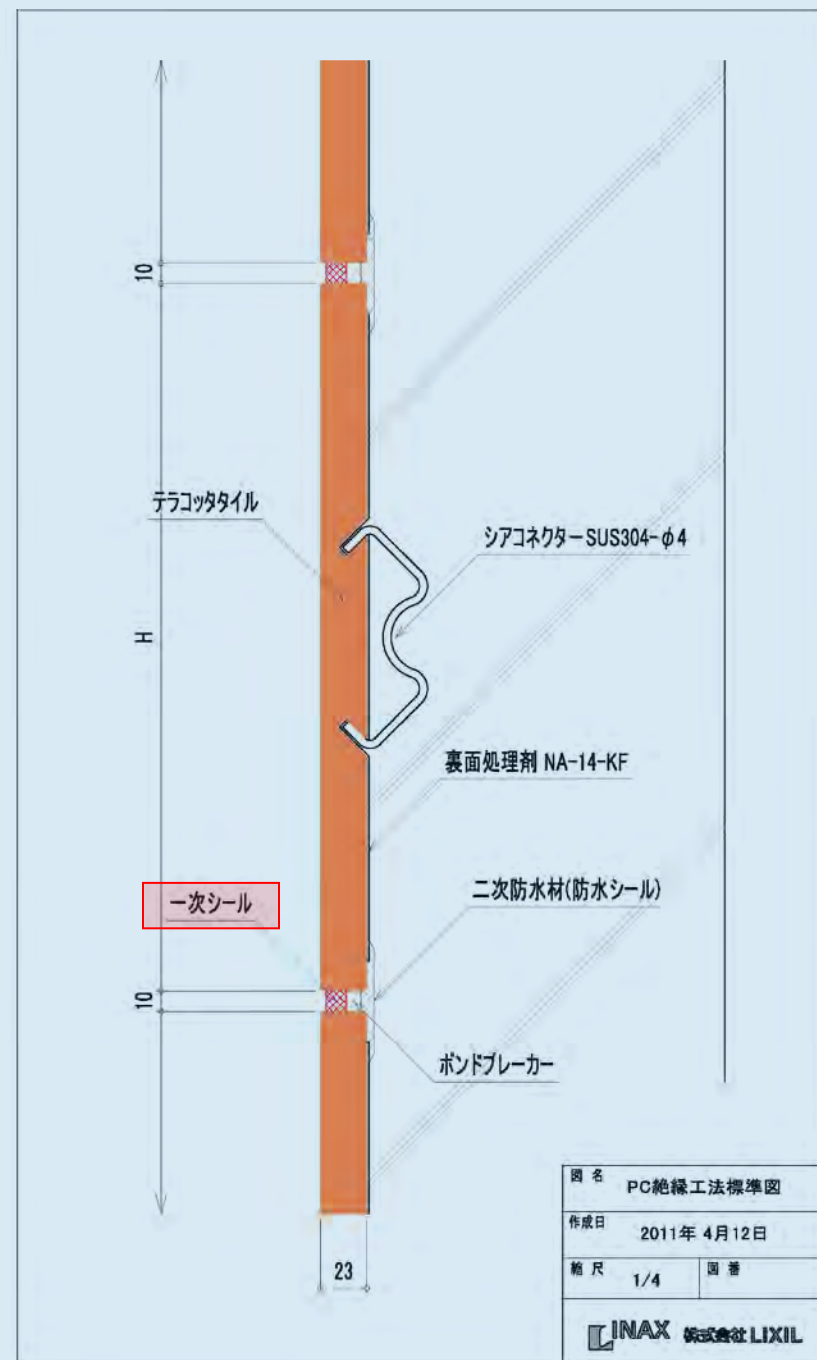 10
テラコッタタイル
シアコネクターSUS304-φ4
H
裏面処理剤 NA-14-KF
一次シール
二次防水材(防水シール)
10
ボンドブレーカー
23
図 名 PC絶縁工法標準図
作成日 2011年 4月12日
縮 尺 1/4 図 番
INAX 株式会社 LIXIL